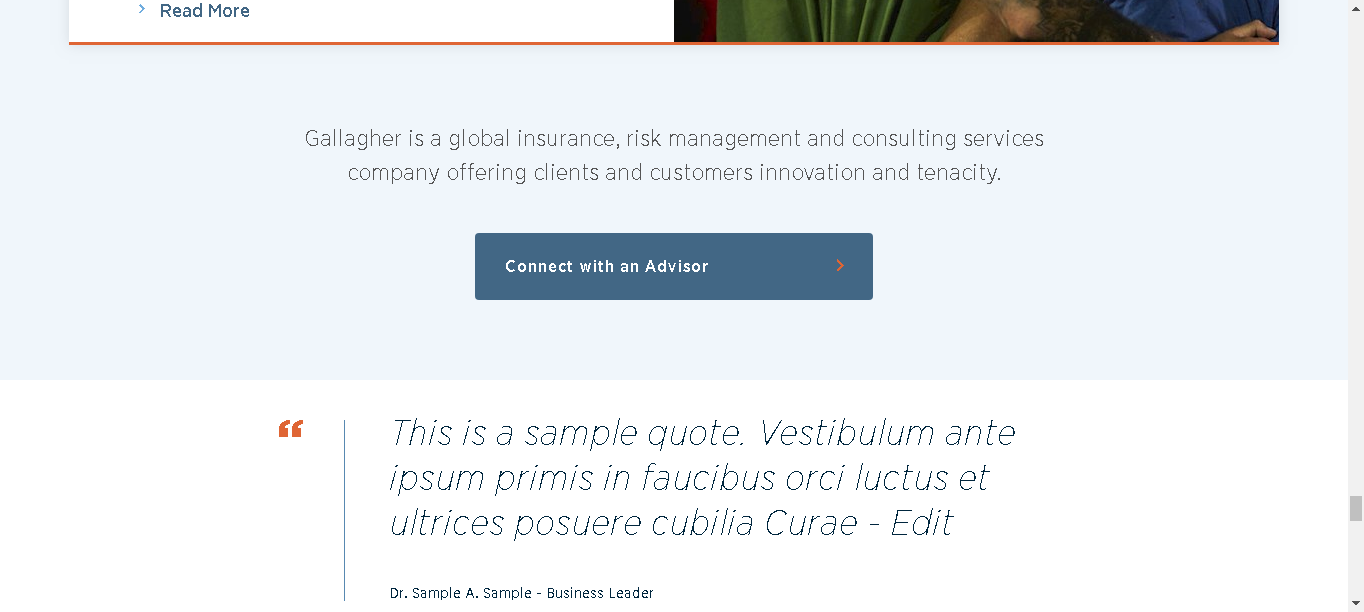 Read More
Gallagher is a global insurance, risk management and consulting services
company offering clients and customers innovation and tenacity.
Connect with an Advisor
“
This is a sample quote. Vestibulum ante
ipsum primis in faucibus orci luctus et
ultrices posuere cubilia Curae - Edit
Dr. Sample A. Sample - Business Leader